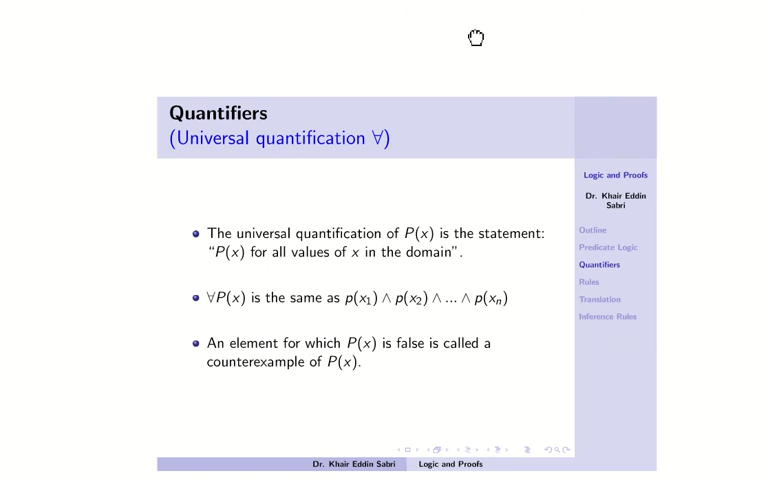 Quantifiers
(Universal quantification ∀)
Logic and Proofs
Dr. Khair Eddin
Sabri
Outline
Predicate Logic
Quantifiers
Rules
Translation
Inference Rules
The universal quantification of P(x) is the statement:
“P(x) for all values of x in the domain”.
∀P(x) is the same as p(x₁) ∧ p(x₂) ∧ ... ∧ p(xₙ)
An element for which P(x) is false is called a
counterexample of P(x).
Dr. Khair Eddin Sabri Logic and Proofs